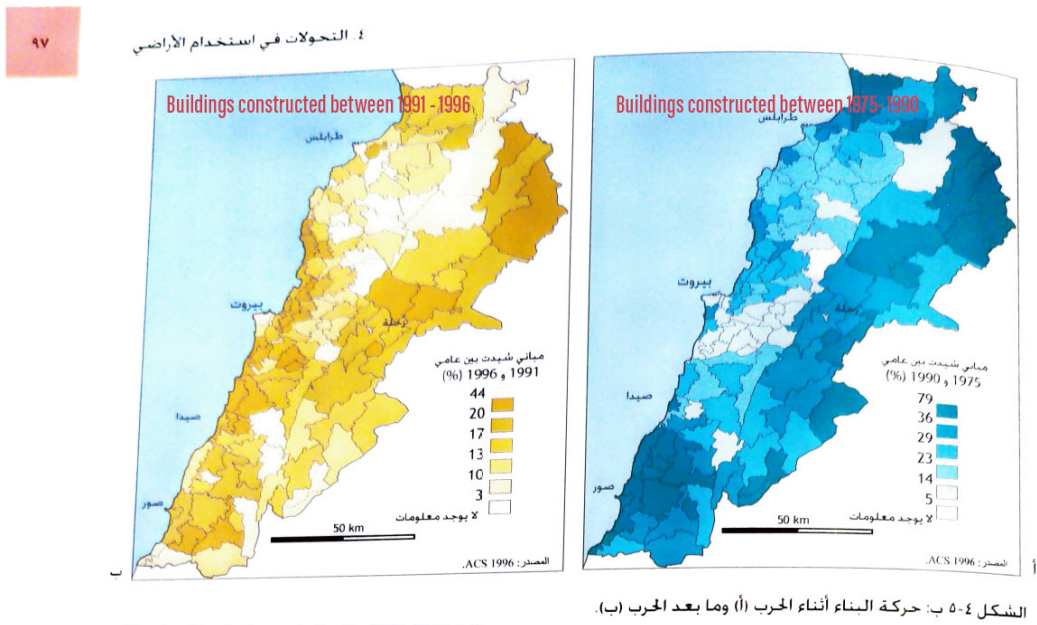 ٩٧
٤. التحولات في استخدام الأراضي
Buildings constructed between 1991 -1996
طرابلس
بيروت
زحلة
صيدا
صور
مباني شيدت بين عامي
1991 و 1996 (%)
44
20
17
13
10
3
لا يوجد معلومات
50 km
المصدر: ACS 1996.
ب
Buildings constructed between 1975- 1990
طرابلس
بيروت
زحلة
صيدا
صور
مباني شيدت بين عامي
1975 و 1990 (%)
79
36
29
23
14
5
لا يوجد معلومات
50 km
المصدر: ACS 1996.
أ
الشكل ٤-٥ ب: حركة البناء أثناء الحرب (أ) وما بعد الحرب (ب).